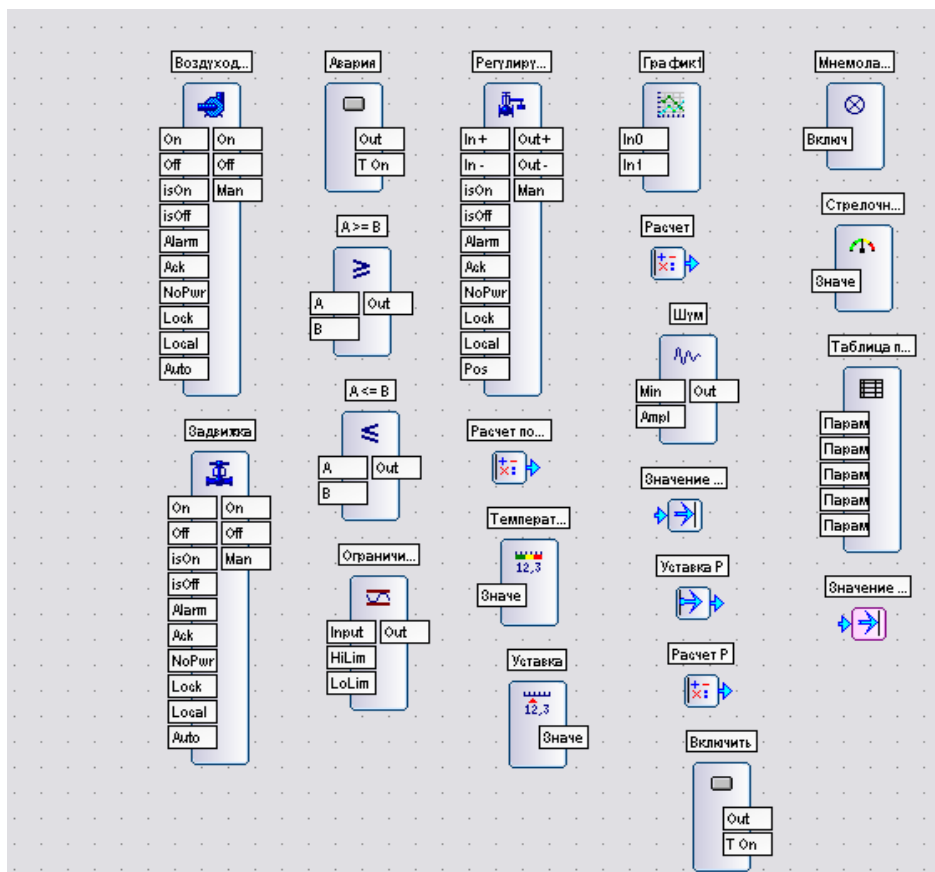 Воздуход...
On On
Off Off
isOn Man
isOff
Alarm
Ack
NoPwr
Lock
Local
Auto
Задвижка
On On
Off Off
isOn Man
isOff
Alarm
Ack
NoPwr
Lock
Local
Auto
Авария
Out
T On
A >= B
A Out
B
A <= B
A Out
B
Ограничи...
Input Out
HiLim
LoLim
Регулиру...
In + Out+
In - Out-
isOn Man
isOff
Alarm
Ack
NoPwr
Lock
Local
Pos
Расчет по...
Температ...
12,3
Значе
Уставка
12,3
Значе
График1
In0
In1
Расчет
Шум
Min Out
Ampl
Значение ...
Уставка Р
Расчет Р
Включить
Out
T On
Мнемола...
Включ
Стрелочн...
Значе
Таблица п...
Парам
Парам
Парам
Парам
Парам
Значение ...